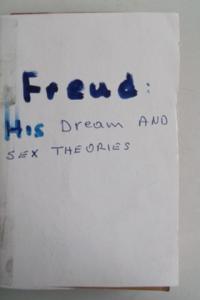 Freud:
His Dream AND
SEX THEORIES